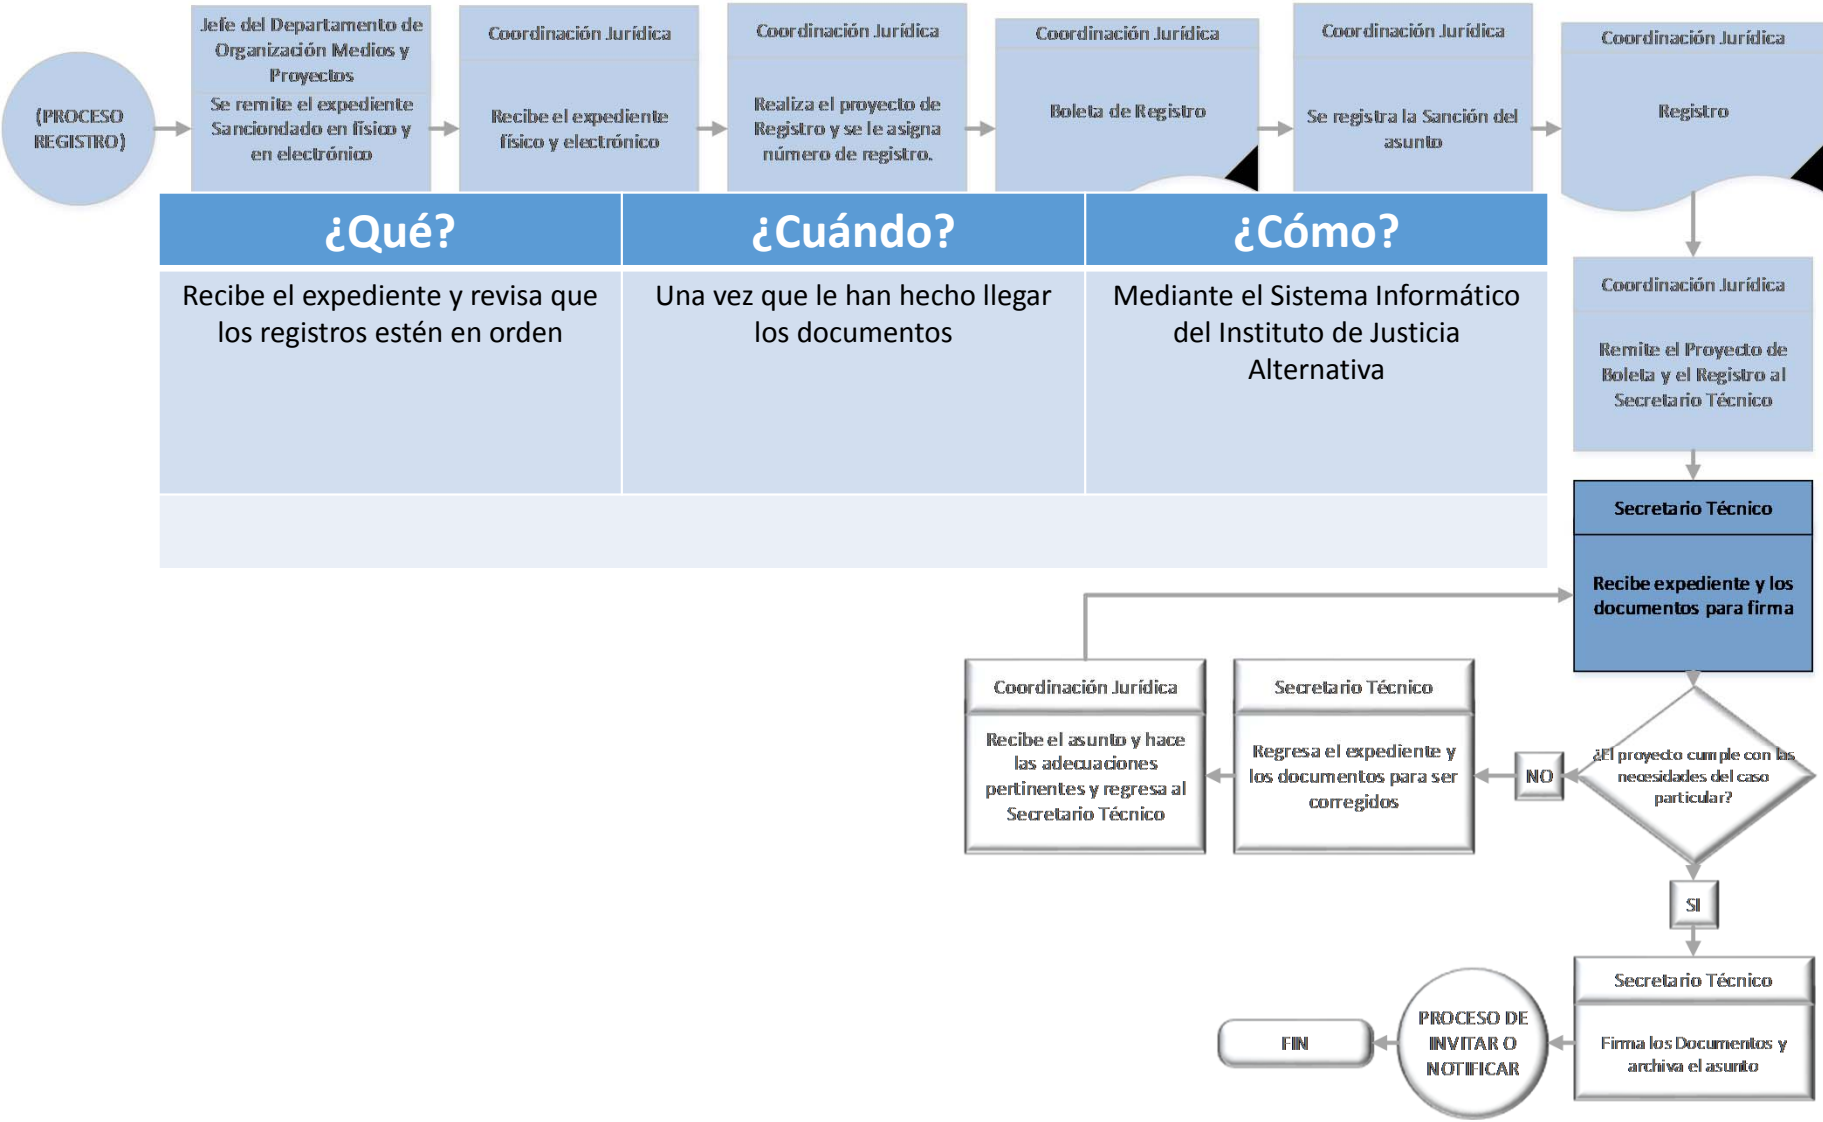 (PROCESO
REGISTRO)
Jefe del Departamento de
Organización Medios y
Proyectos
Se remite el expediente
Sanciondado en físico y
en electrónico
Coordinación Jurídica
Recibe el expediente
físico y electrónico
Coordinación Jurídica
Realiza el proyecto de
Registro y se le asigna
número de registro.
Coordinación Jurídica
Boleta de Registro
Coordinación Jurídica
Se registra la Sanción del
asunto
Coordinación Jurídica
Registro
¿Qué?
¿Cuándo?
¿Cómo?
Recibe el expediente y revisa que
los registros estén en orden
Una vez que le han hecho llegar
los documentos
Mediante el Sistema Informático
del Instituto de Justicia
Alternativa
Coordinación Jurídica
Remite el Proyecto de
Boleta y el Registro al
Secretario Técnico
Secretario Técnico
Recibe expediente y los
documentos para firma
¿El proyecto cumple con las
necesidades del caso
particular?
NO
Secretario Técnico
Regresa el expediente y
los documentos para ser
corregidos
Coordinación Jurídica
Recibe el asunto y hace
las adecuaciones
pertinentes y regresa al
Secretario Técnico
SI
Secretario Técnico
Firma los Documentos y
archiva el asunto
PROCESO DE
INVITAR O
NOTIFICAR
FIN